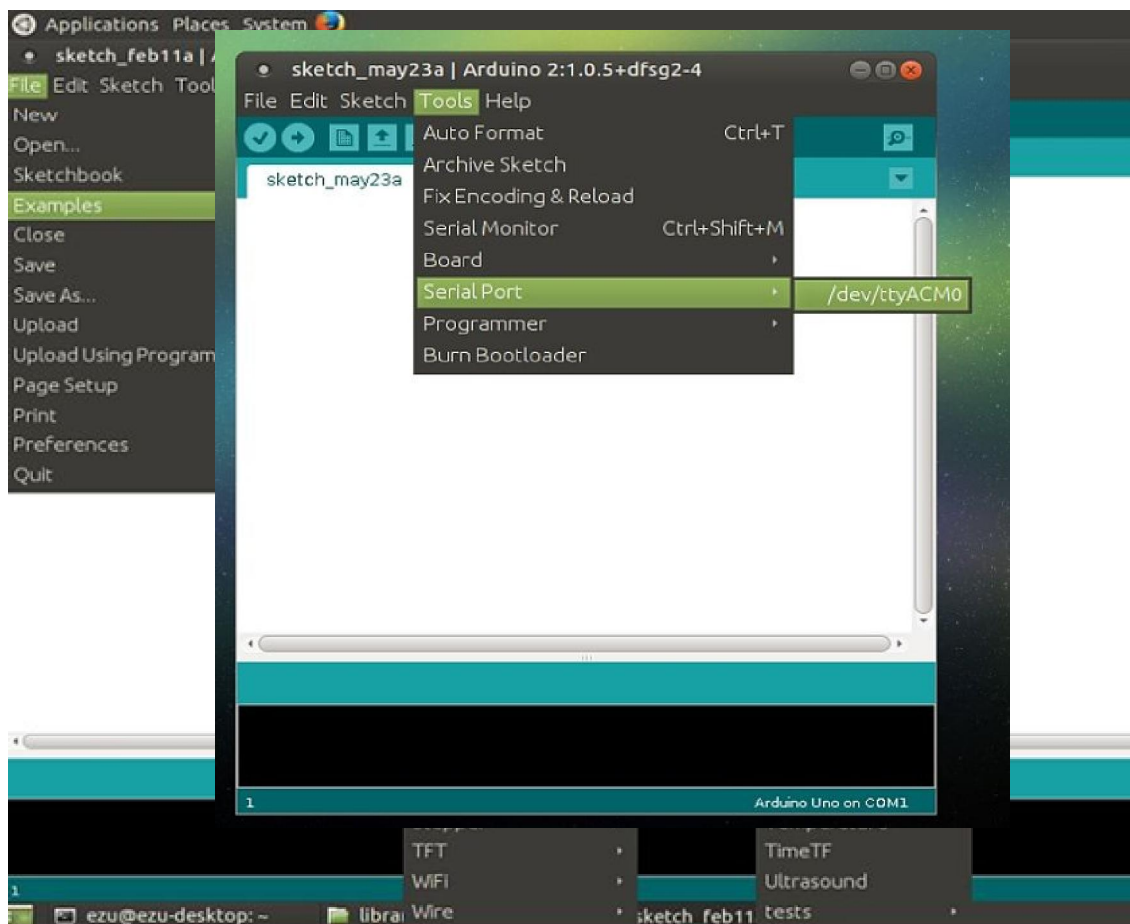 Applications Places System
sketch_feb11a |
File Edit Sketch Tool
New
Open...
Sketchbook
Examples
Close
Save
Save As...
Upload
Upload Using Program
Page Setup
Print
Preferences
Quit
sketch_may23a | Arduino 2:1.0.5+dfsg2-4
File Edit Sketch Tools Help
sketch_may23a
Auto Format Ctrl+T
Archive Sketch
Fix Encoding & Reload
Serial Monitor Ctrl+Shift+M
Board
Serial Port
/dev/ttyACM0
Programmer
Burn Bootloader
1 Arduino Uno on COM1
TFT
WiFi
Wire
TimeTF
Ultrasound
tests
1
ezu@ezu-desktop: ~ libra sketch_feb11